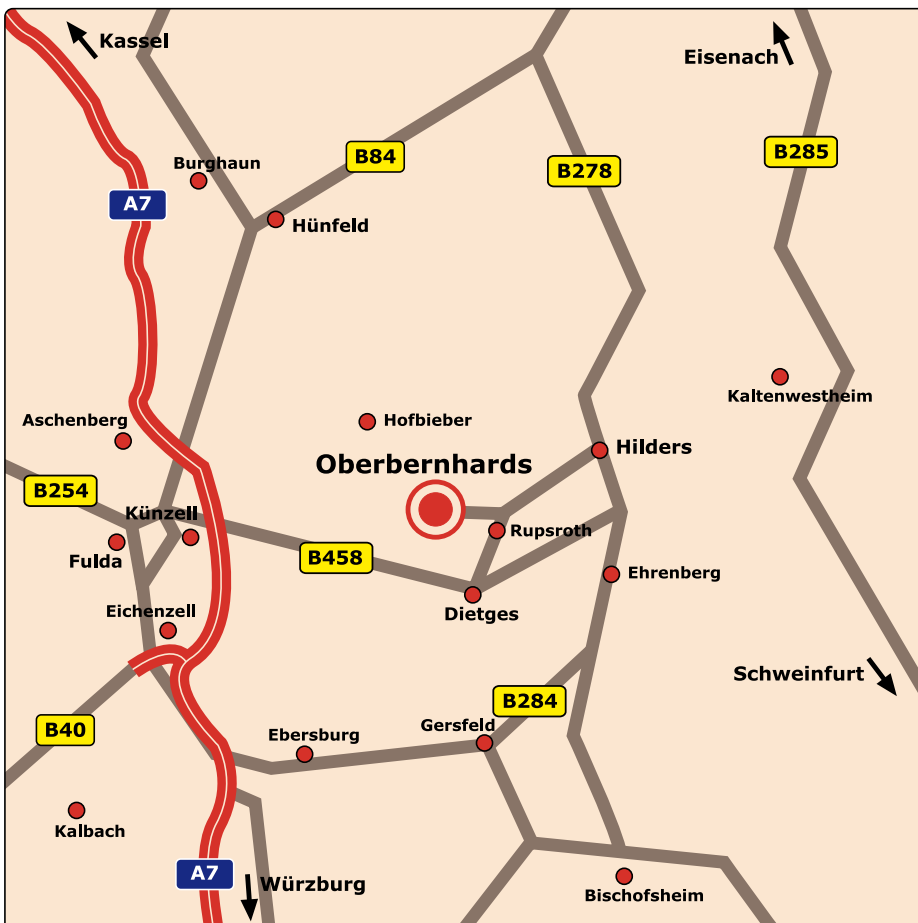 Kassel
Eisenach
B84
B285
Burghaun
B278
A7
Hünfeld
Kaltenwestheim
Aschenberg
Hofbieber
Hilders
Oberbernhards
B254
Künzell
Rupsroth
Fulda
B458
Ehrenberg
Eichenzell
Dietges
Schweinfurt
B284
B40
Ebersburg
Gersfeld
Kalbach
A7
Würzburg
Bischofsheim